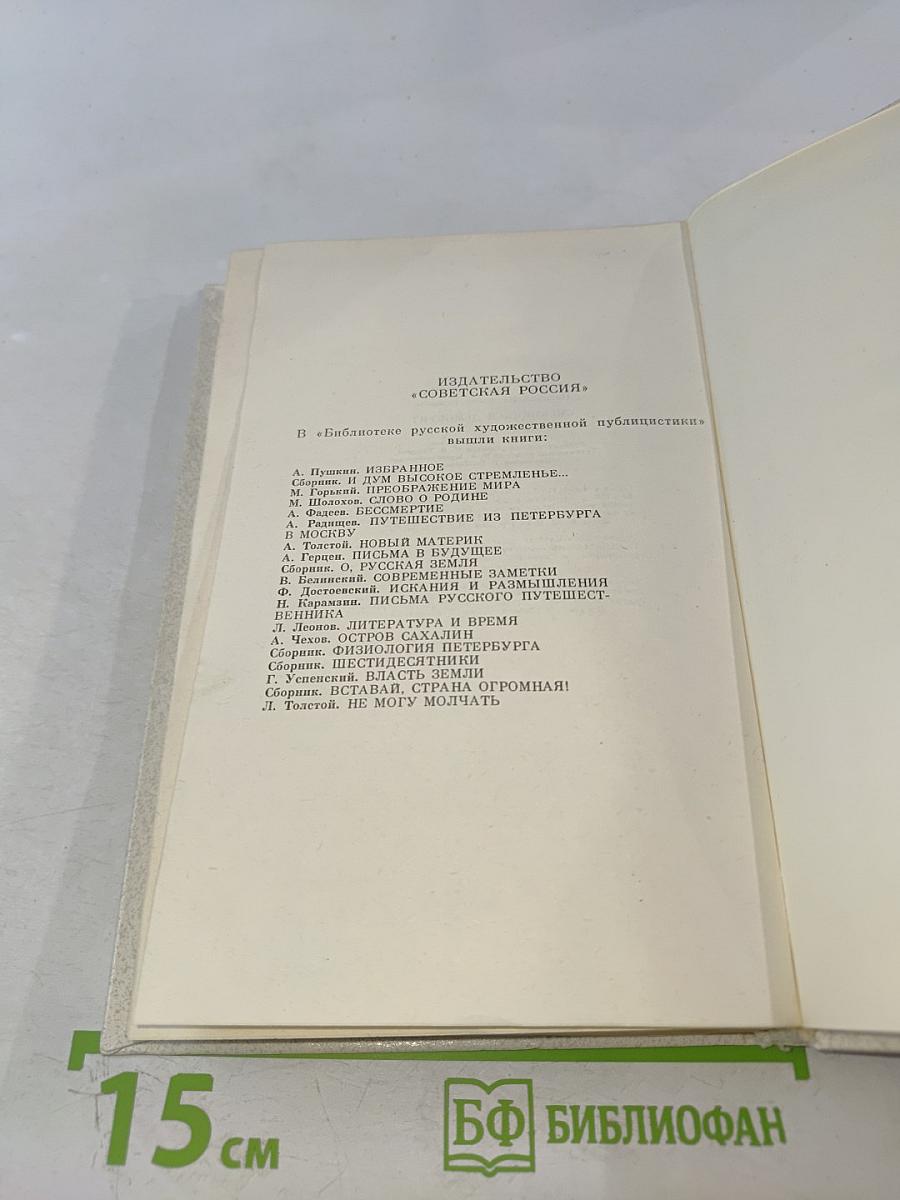 ИЗДАТЕЛЬСТВО
«СОВЕТСКАЯ РОССИЯ»
В «Библиотеке русской художественной публицистики»
вышли книги:
А. Пушкин. ИЗБРАННОЕ
Сборник. И ДУМ ВЫСОКОЕ СТРЕМЛЕНЬЕ...
М. Горький. ПРЕОБРАЖЕНИЕ МИРА
М. Шолохов. СЛОВО О РОДИНЕ
А. Фадеев. БЕССМЕРТИЕ
А. Радищев. ПУТЕШЕСТВИЕ ИЗ ПЕТЕРБУРГА
В МОСКВУ
А. Толстой. НОВЫЙ МАТЕРИК
А. Герцен. ПИСЬМА В БУДУЩЕЕ
Сборник. О, РУССКАЯ ЗЕМЛЯ
В. Белинский. СОВРЕМЕННЫЕ ЗАМЕТКИ
Ф. Достоевский. ИСКАНИЯ И РАЗМЫШЛЕНИЯ
Н. Карамзин. ПИСЬМА РУССКОГО ПУТЕШЕСТ-
ВЕННИКА
Л. Леонов. ЛИТЕРАТУРА И ВРЕМЯ
А. Чехов. ОСТРОВ САХАЛИН
Сборник. ФИЗИОЛОГИЯ ПЕТЕРБУРГА
Сборник. ШЕСТИДЕСЯТНИКИ
Г. Успенский. ВЛАСТЬ ЗЕМЛИ
Сборник. ВСТАВАЙ, СТРАНА ОГРОМНАЯ!
Л. Толстой. НЕ МОГУ МОЛЧАТЬ
15 см
БФ БИБЛИОФАН